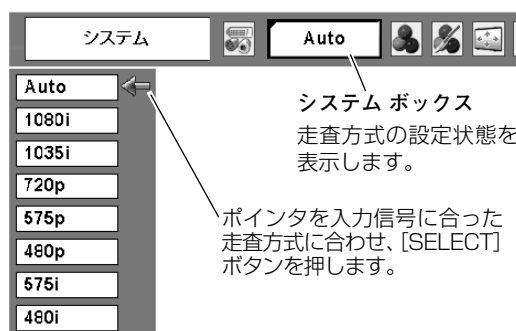 システム
Auto
Auto
1080i
1035i
720p
575p
480p
575i
480i
システム ボックス
走査方式の設定状態を
表示します。
ポインタを入力信号に合った
走査方式に合わせ、[SELECT]
ボタンを押します。